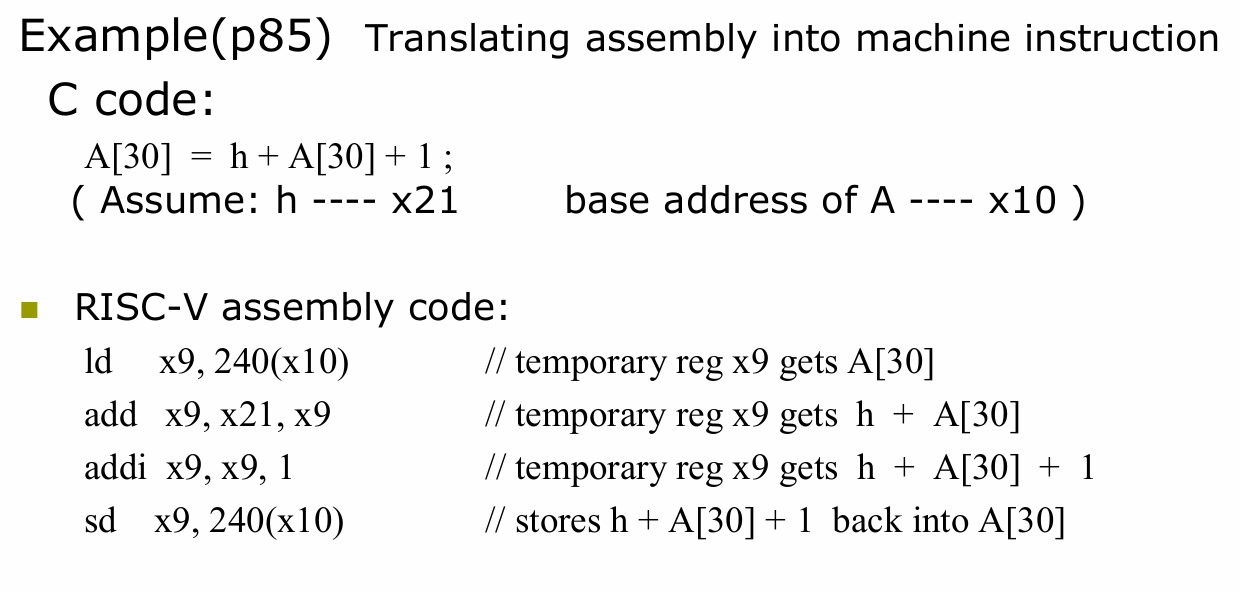 Example(p85) Translating assembly into machine instruction
C code:
A[30] = h + A[30] + 1 ;
( Assume: h ---- x21 base address of A ---- x10 )
RISC-V assembly code:
ld x9, 240(x10) // temporary reg x9 gets A[30]
add x9, x21, x9 // temporary reg x9 gets h + A[30]
addi x9, x9, 1 // temporary reg x9 gets h + A[30] + 1
sd x9, 240(x10) // stores h + A[30] + 1 back into A[30]